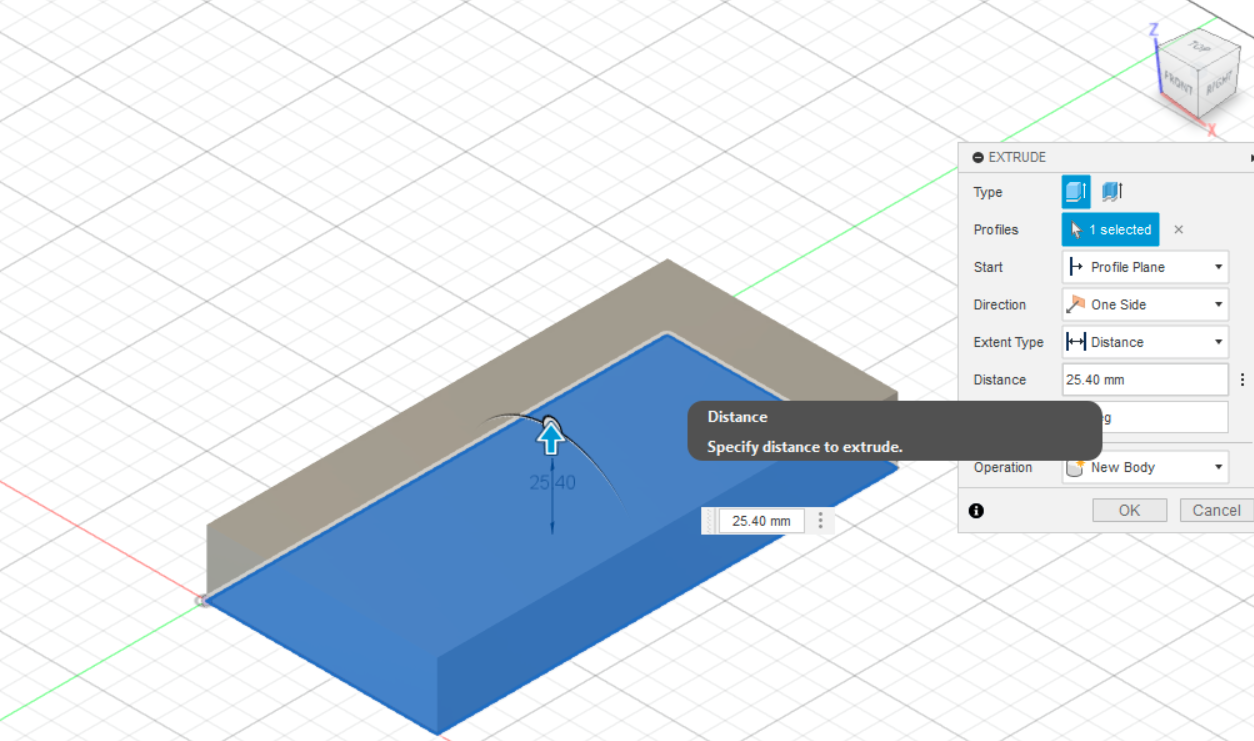 Z
TOP
FRONT
RIGHT
X
EXTRUDE
Type
Profiles
1 selected
Start
Profile Plane
Direction
One Side
Extent Type
Distance
Distance
25.40 mm
Distance
Specify distance to extrude.
eg
Operation
New Body
OK
Cancel
25.40
25.40 mm